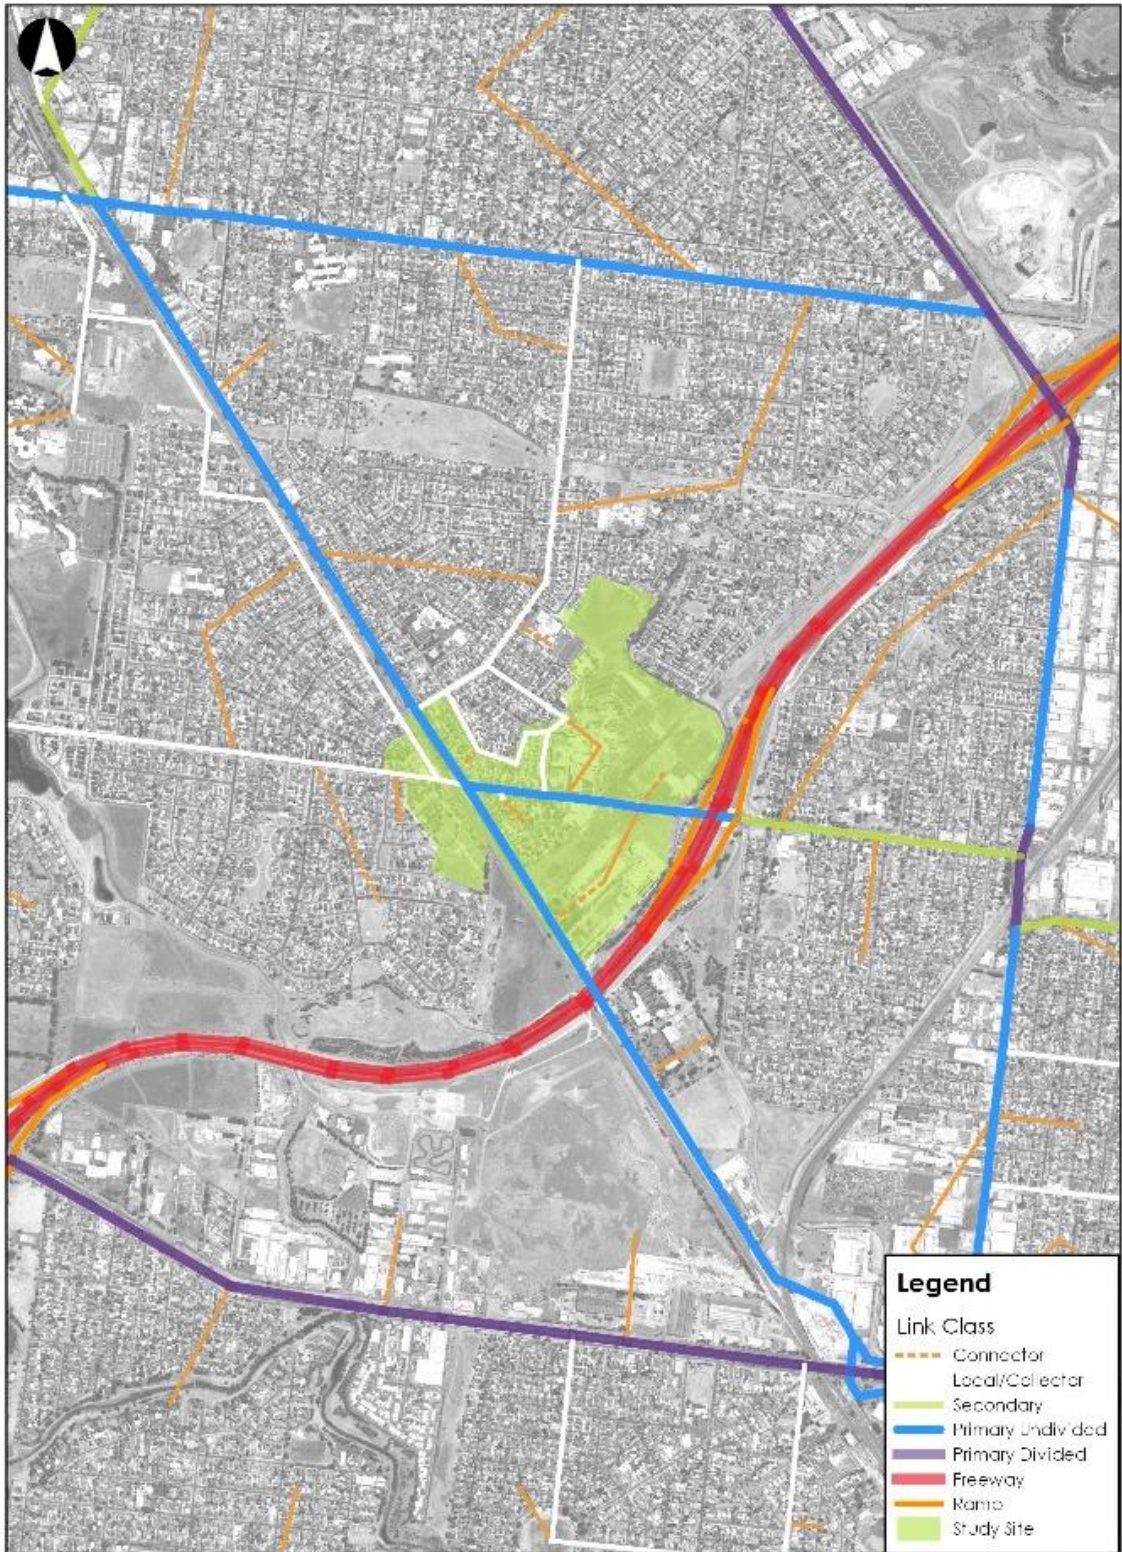 Legend
Link Class
Connector
Local/Collector
Secondary
Primary Undivided
Primary Divided
Freeway
Ramp
Study Site